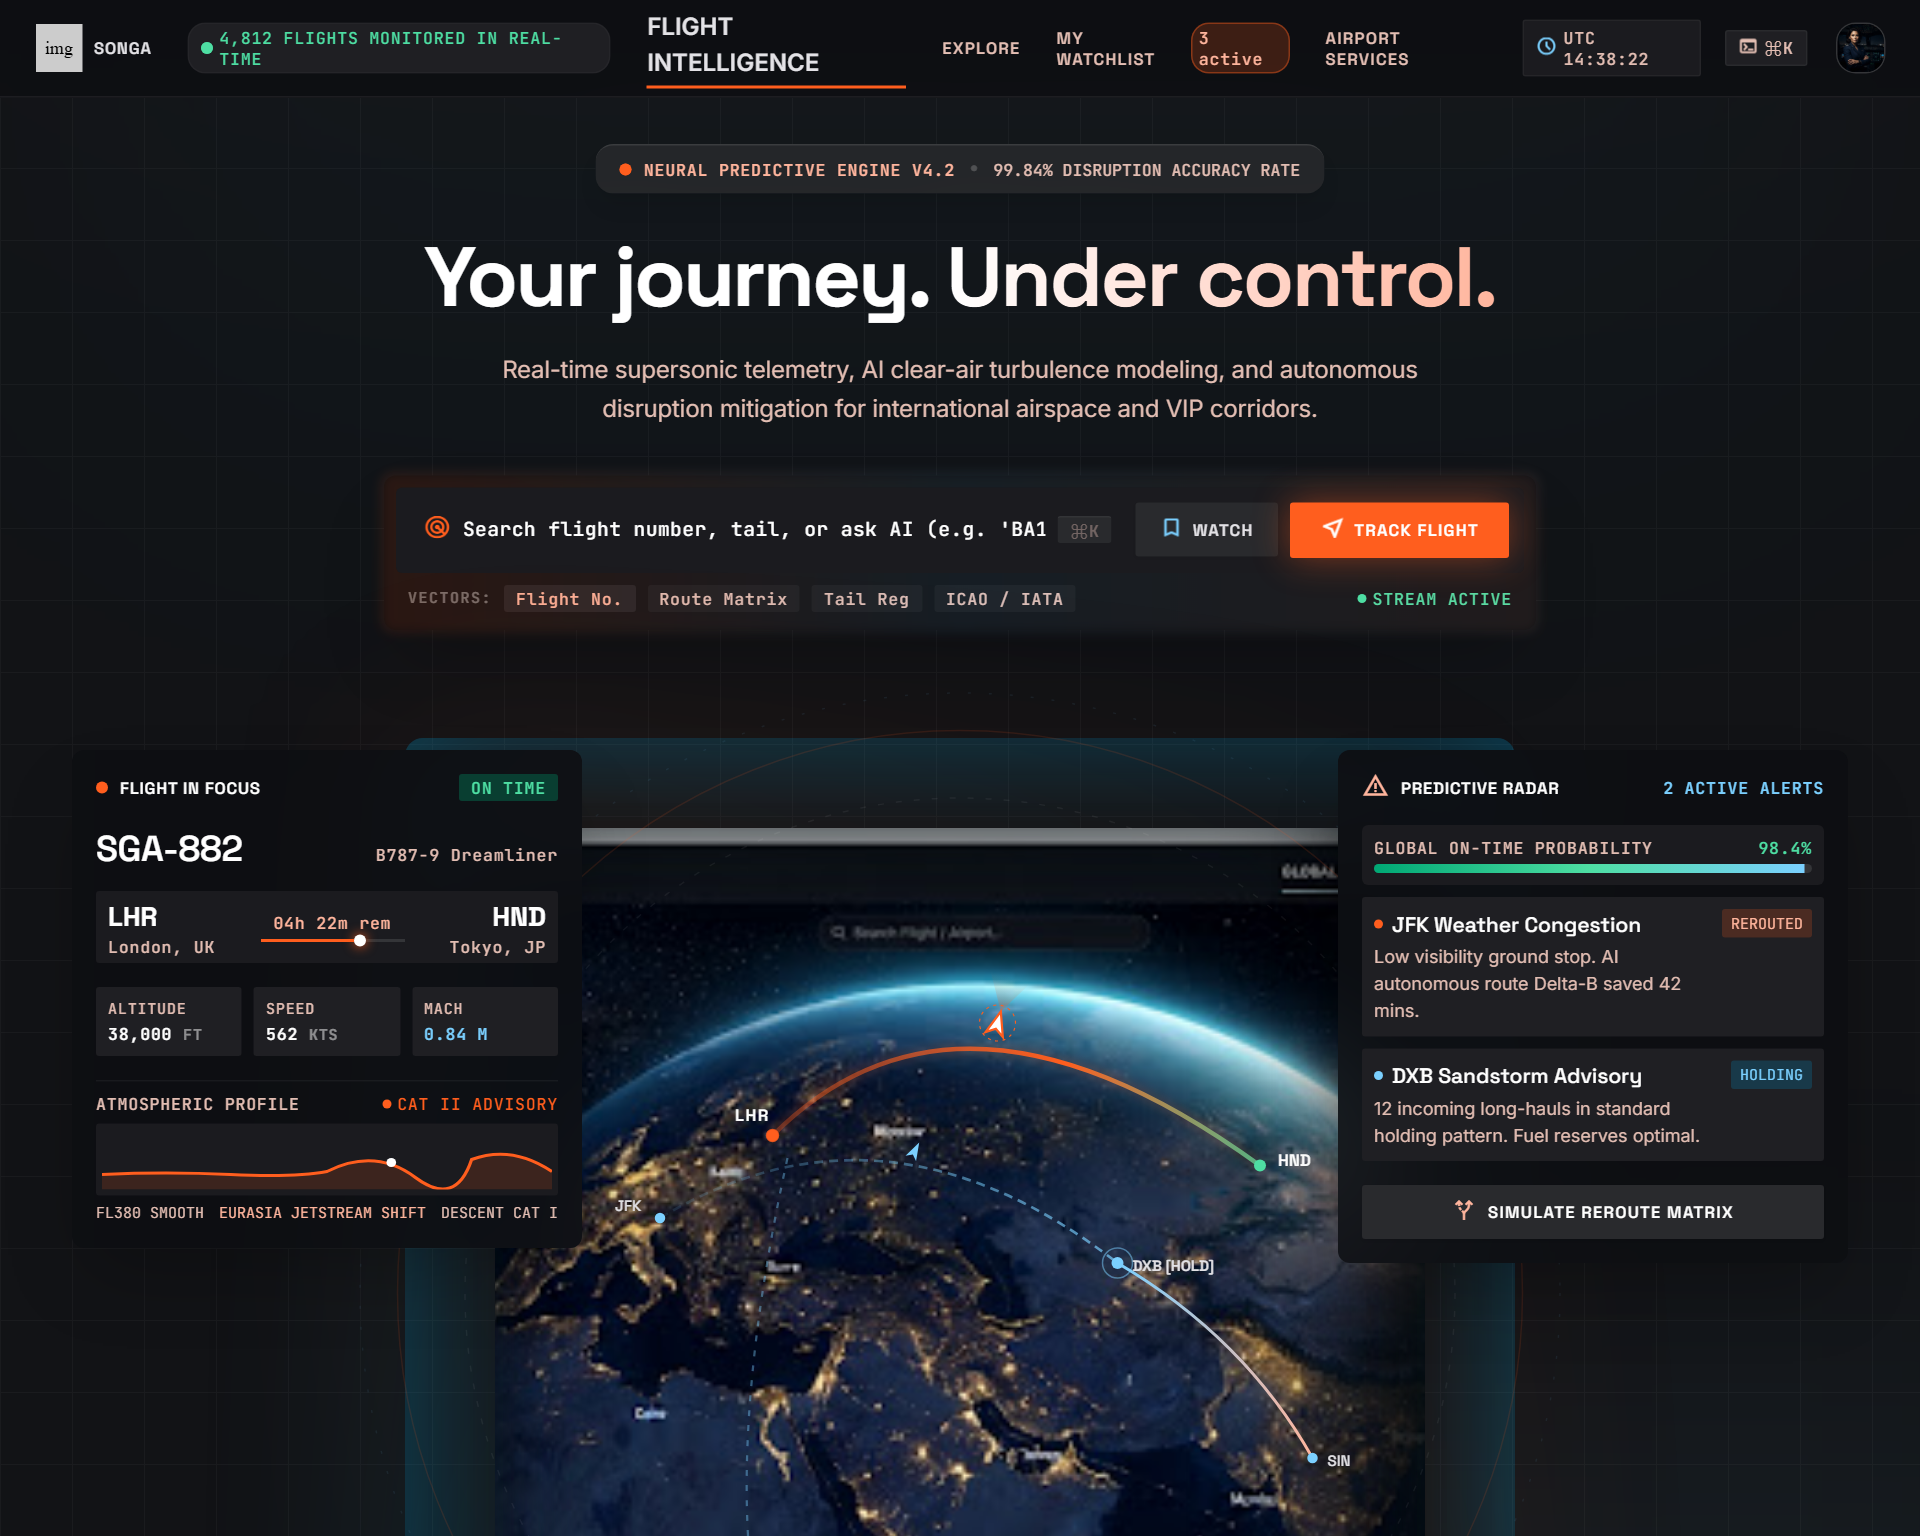 img
SONGA
4,812 FLIGHTS MONITORED IN REAL-
TIME
FLIGHT
INTELLIGENCE
EXPLORE
MY
WATCHLIST
3
active
AIRPORT
SERVICES
UTC
14:38:22
⌘K
NEURAL PREDICTIVE ENGINE V4.2 • 99.84% DISRUPTION ACCURACY RATE
Your journey. Under control.
Real-time supersonic telemetry, AI clear-air turbulence modeling, and autonomous
disruption mitigation for international airspace and VIP corridors.
Search flight number, tail, or ask AI (e.g. 'BA1
⌘K
WATCH
TRACK FLIGHT
VECTORS: Flight No. Route Matrix Tail Reg ICAO / IATA
STREAM ACTIVE
FLIGHT IN FOCUS
ON TIME
SGA-882
B787-9 Dreamliner
LHR
04h 22m rem
HND
London, UK
Tokyo, JP
ALTITUDE
38,000 FT
SPEED
562 KTS
MACH
0.84 M
ATMOSPHERIC PROFILE
CAT II ADVISORY
FL380 SMOOTH
EURASIA JETSTREAM SHIFT
DESCENT CAT I
GLOBAL
Search Flight / Airport...
LHR
Moscow
HND
JFK
DXB [HOLD]
Cairo
SIN
PREDICTIVE RADAR
2 ACTIVE ALERTS
GLOBAL ON-TIME PROBABILITY
98.4%
JFK Weather Congestion
REROUTED
Low visibility ground stop. AI
autonomous route Delta-B saved 42
mins.
DXB Sandstorm Advisory
HOLDING
12 incoming long-hauls in standard
holding pattern. Fuel reserves optimal.
SIMULATE REROUTE MATRIX